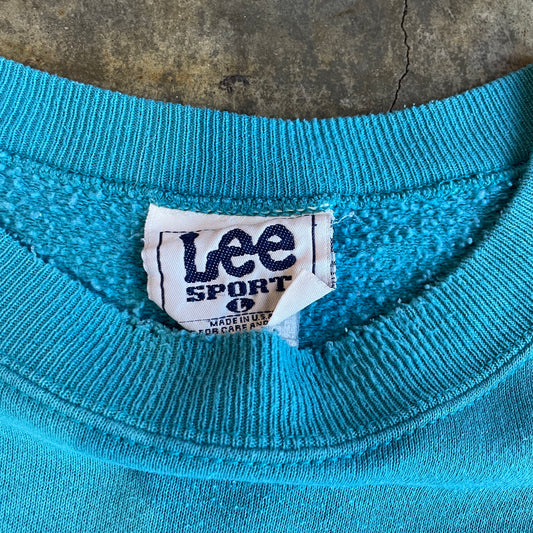 Lee
SPORT
L
MADE IN U.S.
FOR CARE AND